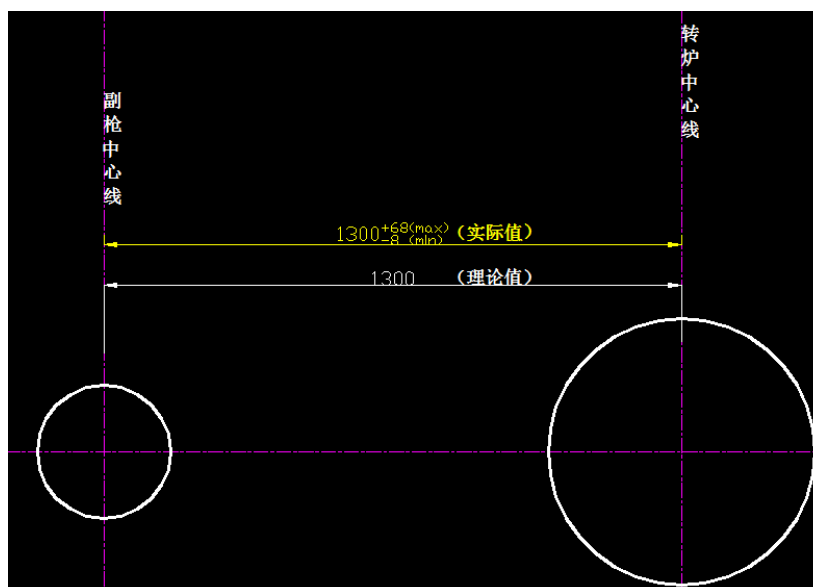 转炉中心线
副枪中心线
1300+68(max)
-8 (min)
(实际值)
1300 (理论值)